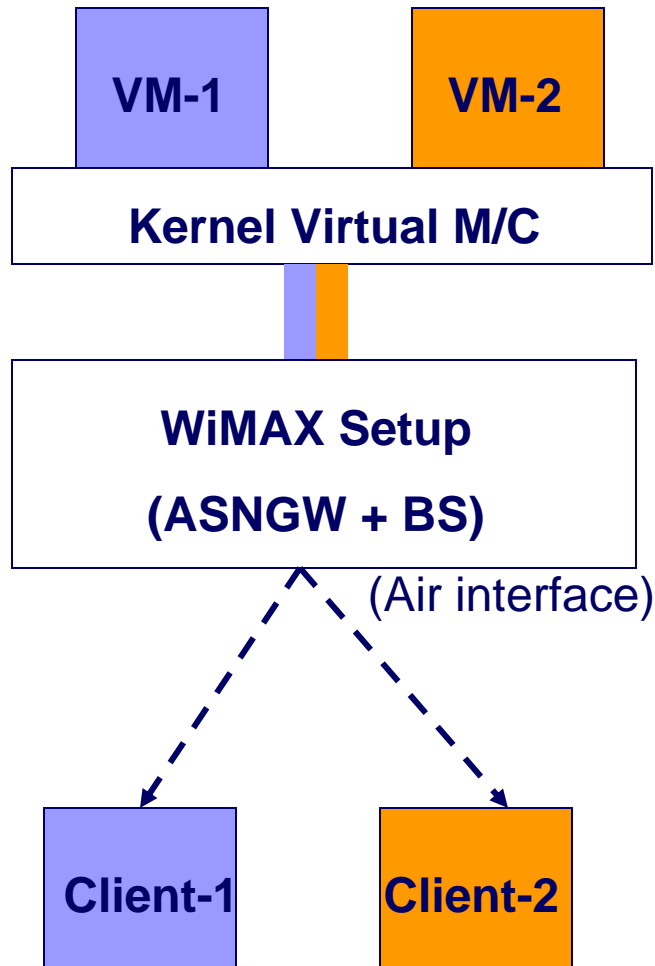 VM-1
VM-2
Kernel Virtual M/C
WiMAX Setup
(ASNGW + BS)
(Air interface)
Client-1
Client-2